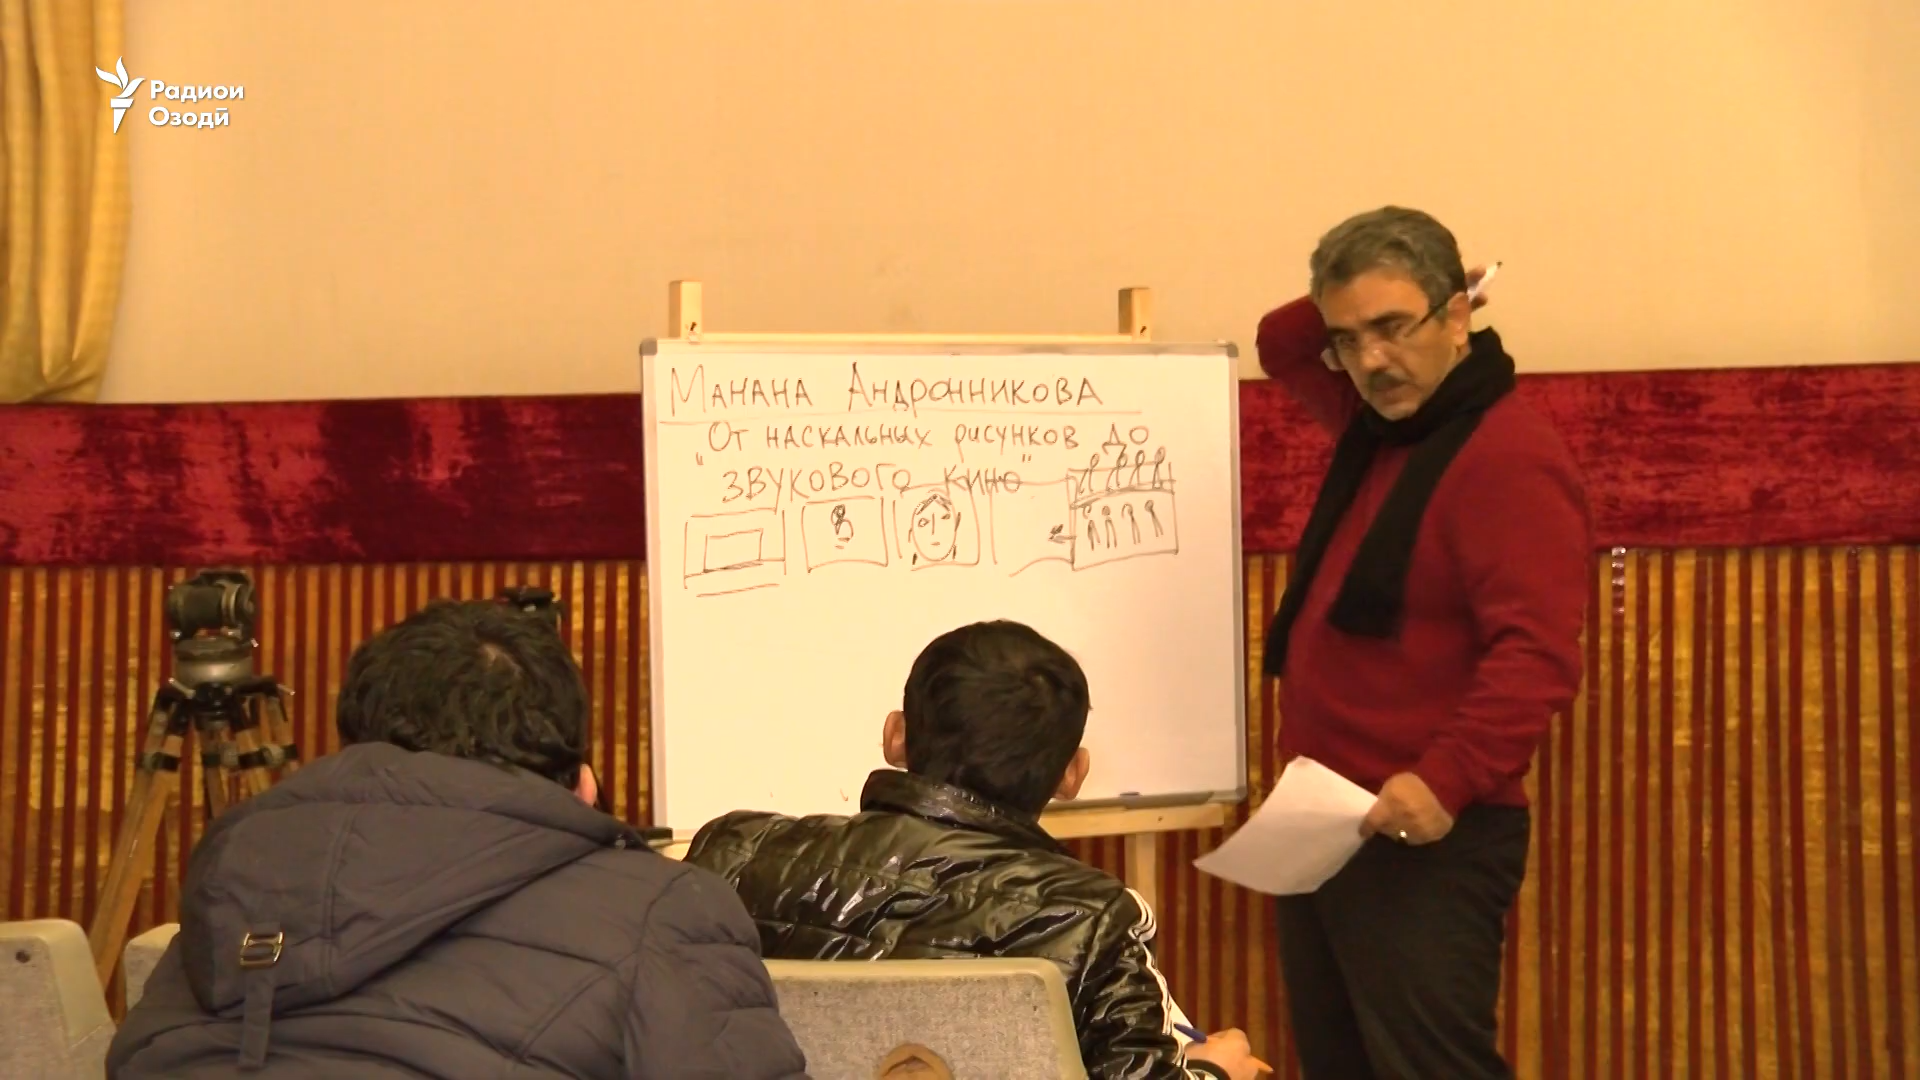 Радиои
Озодӣ
Манана Андронникова
"От наскальных рисунков до
звукового кино"